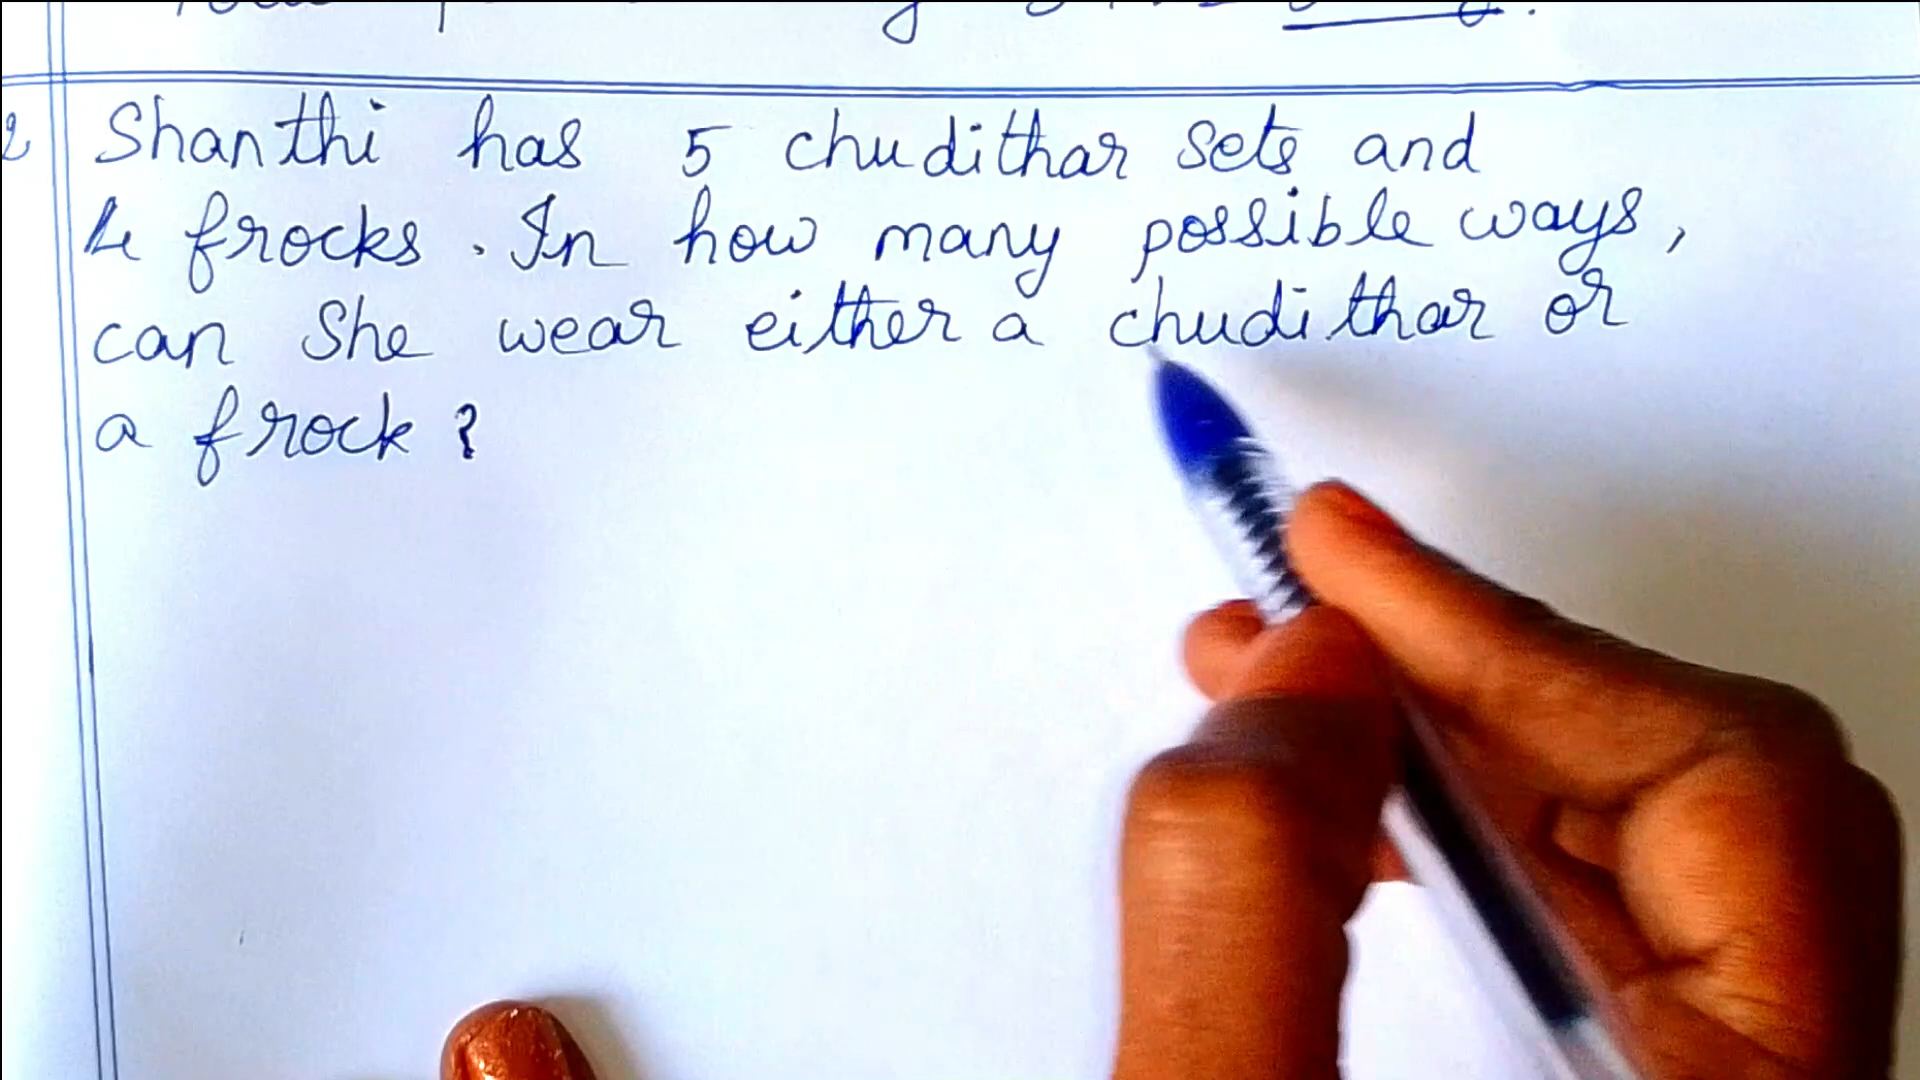 2 Shanthi has 5 chudithar sets and
4 frocks. In how many possible ways,
can She wear either a chudithar or
a frock?